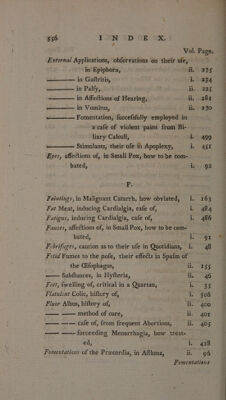 556 I N D E X.
Vol. Page.
External Applications, observations on their use,
in Epiphora, ii. 275
——— in Gastritis, i. 234
——— in Palsy, ii. 225
——— in Affections of Hearing, ii. 281
——— in Vomitus, ii. 170
——— Fomentation, successfully employed in
a case of violent pains from Bi-
liary Calculi, i. 499
——— Stimulants, their use in Apoplexy, i. 451
Eyes, affections of, in Small Pox, how to be com-
bated, i. 92
F.
Faintings, in Malignant Catarrh, how obviated, i. 163
Fat Meat, inducing Cardialgia, case of, i. 484
Fatigue, inducing Cardialgia, case of, i. 486
Fauces, affections of, in Small Pox, how to be com-
bated, i. 91
Febrifuges, caution as to their use in Quotidians, i. 48
Fetid Fumes to the nose, their effects in Spasm of
the Œsophagus, ii. 155
—— Substances, in Hysteria, ii. 46
Feet, swelling of, critical in a Quartan, i. 35
Flatulent Colic, history of, i. 506
Fluor Albus, history of, ii. 400
—— —— method of cure, ii. 401
—— —— case of, from frequent Abortions, ii. 405
—— —— succeeding Menorrhagia, how treat-
ed, i. 428
Fomentations of the Præcordia, in Asthma, ii. 96
Fomentations